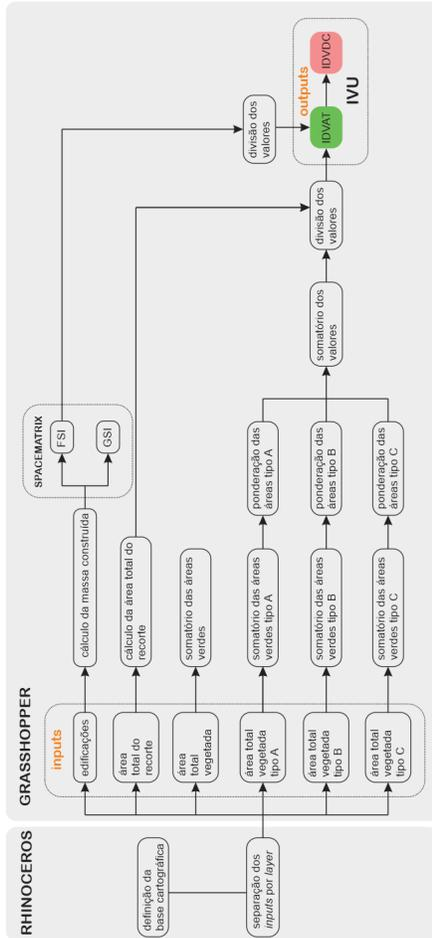 RHINOCEROS
definição da
base cartográfica
separação dos
inputs por layer
GRASSHOPPER
inputs
edificações
área
total do
recorte
área
total
vegetada
área total
vegetada
tipo A
área total
vegetada
tipo B
área total
vegetada
tipo C
cálculo da massa construída
cálculo da área total do
recorte
somatório das áreas
verdes
somatório das áreas
verdes tipo A
somatório das áreas
verdes tipo B
somatório das áreas
verdes tipo C
SPACEMATRIX
FSI
GSI
ponderação das
áreas tipo A
ponderação das
áreas tipo B
ponderação das
áreas tipo C
somatório dos
valores
divisão dos
valores
divisão dos
valores
outputs
IDVAT
IDVDC
IVU